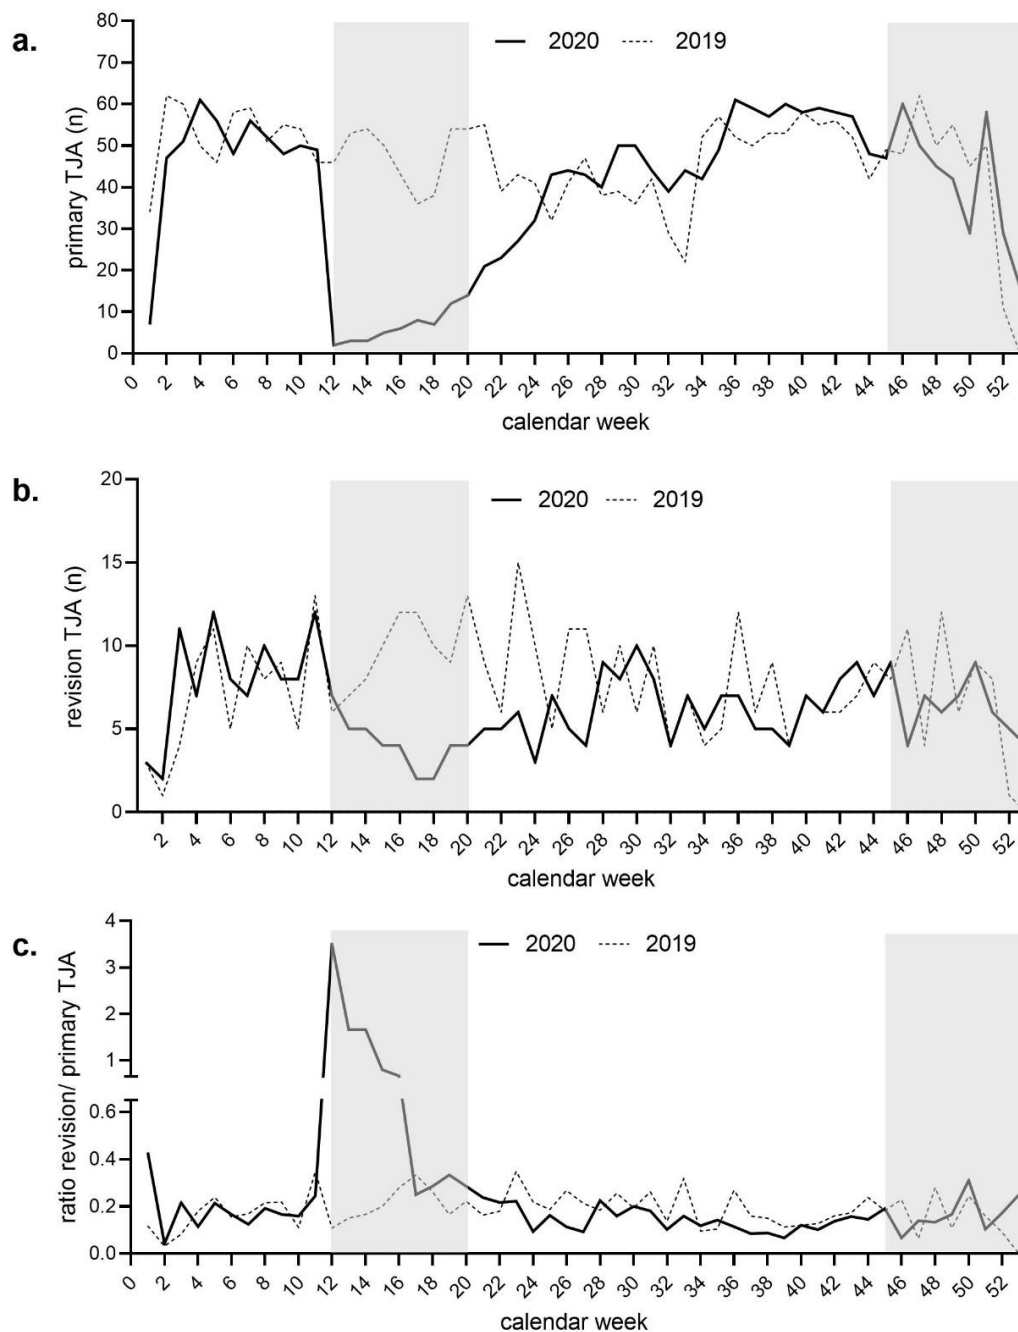 a.
2020 2019
primary TJA (n)
80
70
60
50
40
30
20
10
0
0 2 4 6 8 10 12 14 16 18 20 22 24 26 28 30 32 34 36 38 40 42 44 46 48 50 52
calendar week
b.
2020 2019
revision TJA (n)
20
15
10
5
0
2 4 6 8 10 12 14 16 18 20 22 24 26 28 30 32 34 36 38 40 42 44 46 48 50 52
calendar week
c.
2020 2019
ratio revision/ primary TJA
4
3
2
1
0.6
0.4
0.2
0.0
0 2 4 6 8 10 12 14 16 18 20 22 24 26 28 30 32 34 36 38 40 42 44 46 48 50 52
calendar week